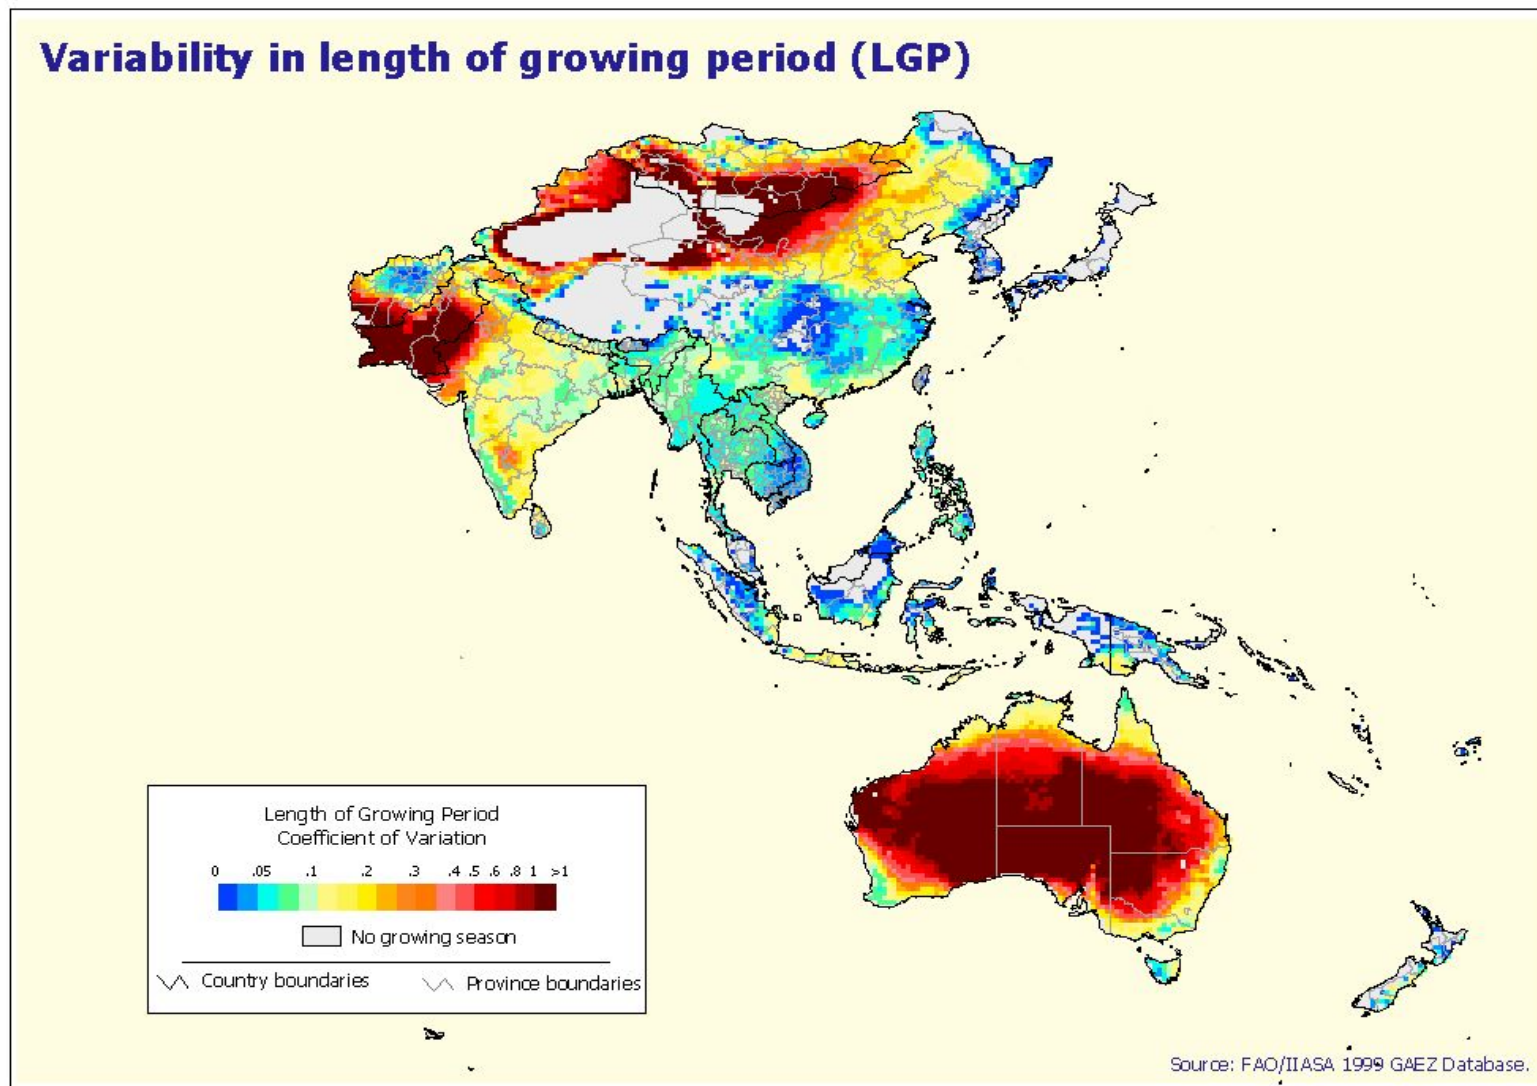 Variability in length of growing period (LGP)
Length of Growing Period
Coefficient of Variation
0 .05 .1 .2 .3 .4 .5 .6 .8 1 >1
No growing season
Country boundaries Province boundaries
Source: FAO/IIASA 1999 GAEZ Database.